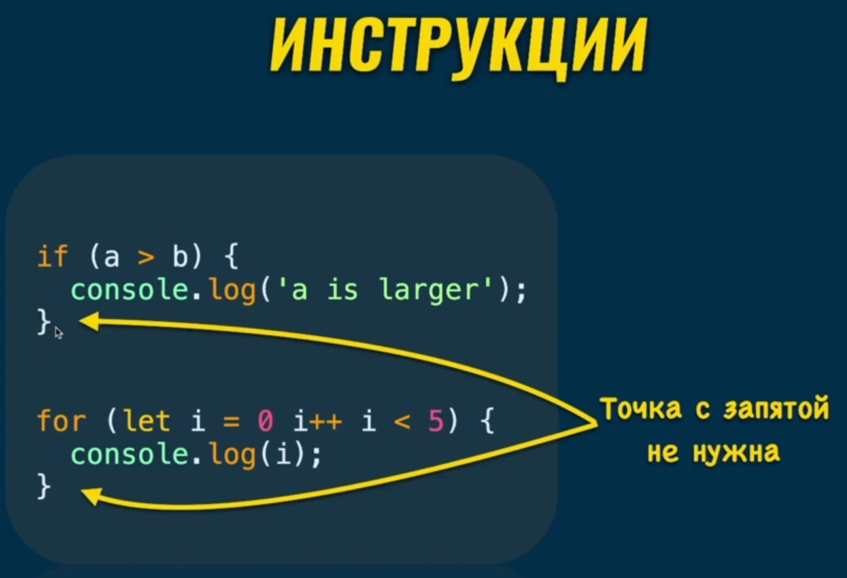 ИНСТРУКЦИИ
if (a > b) {
console.log('a is larger');
}
for (let i = 0 i++ i < 5) {
console.log(i);
}
Точка с запятой
не нужна